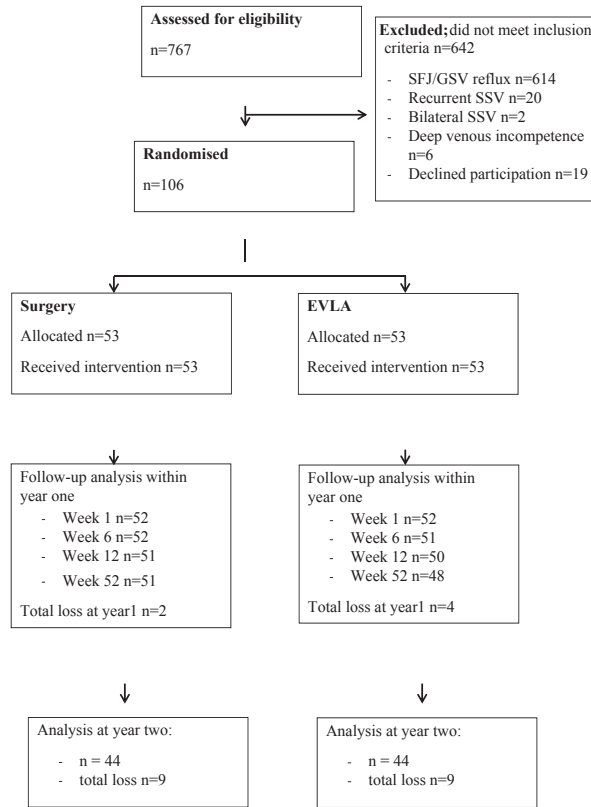 Assessed for eligibility
n=767
Excluded; did not meet inclusion
criteria n=642
- SFJ/GSV reflux n=614
- Recurrent SSV n=20
- Bilateral SSV n=2
- Deep venous incompetence
n=6
- Declined participation n=19
Randomised
n=106
Surgery
Allocated n=53
Received intervention n=53
EVLA
Allocated n=53
Received intervention n=53
Follow-up analysis within
year one
- Week 1 n=52
- Week 6 n=52
- Week 12 n=51
- Week 52 n=51
Total loss at year1 n=2
Follow-up analysis within
year one
- Week 1 n=52
- Week 6 n=51
- Week 12 n=50
- Week 52 n=48
Total loss at year1 n=4
Analysis at year two:
- n = 44
- total loss n=9
Analysis at year two:
- n = 44
- total loss n=9